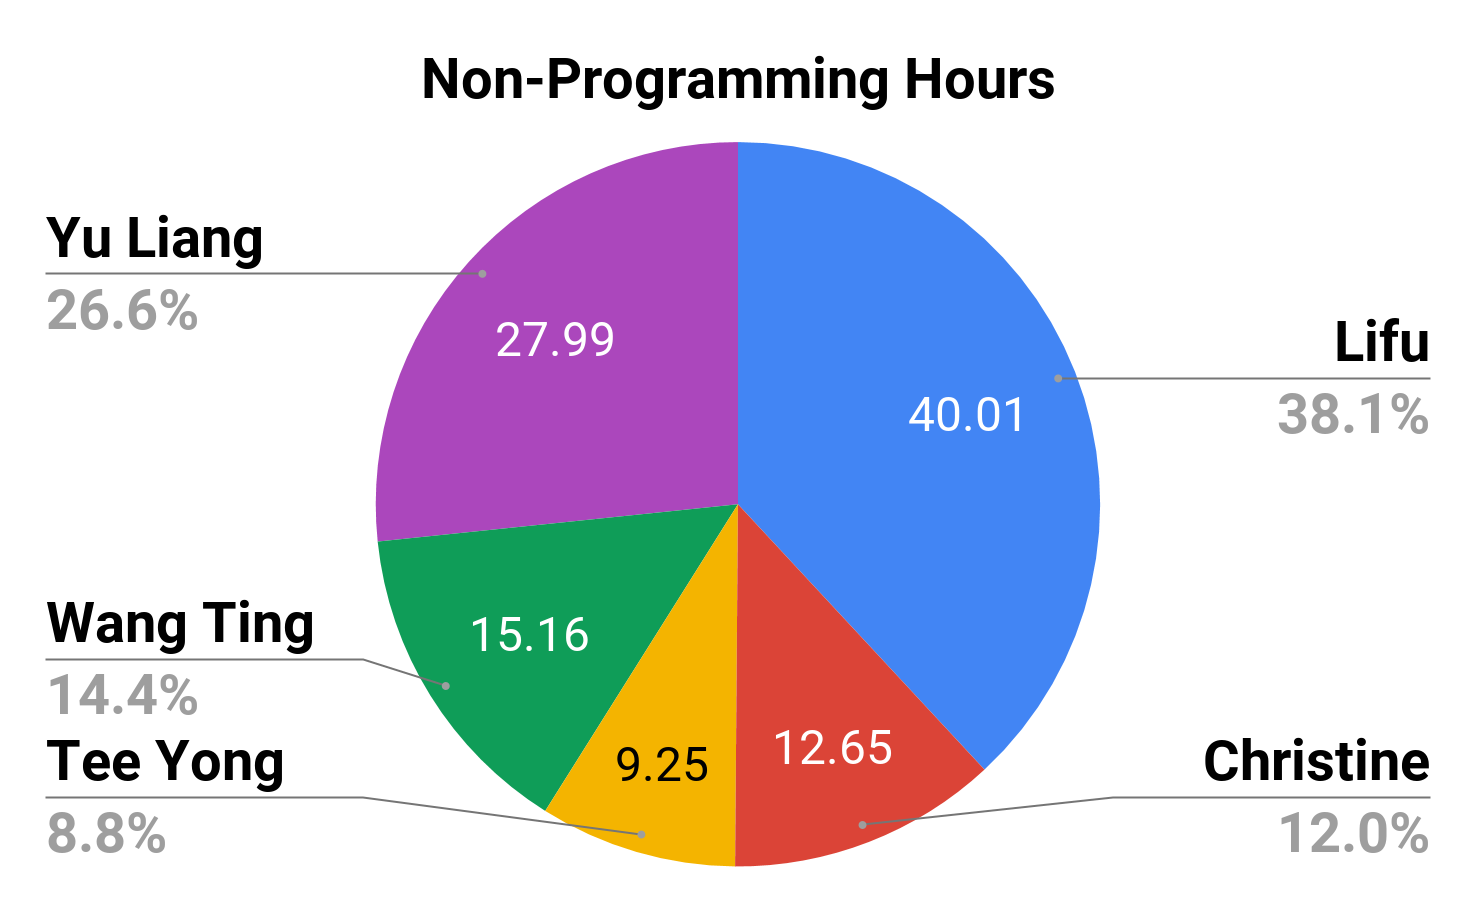 Non-Programming Hours
Yu Liang
26.6%
27.99
Lifu
38.1%
40.01
Wang Ting
14.4%
15.16
Tee Yong
8.8%
9.25
12.65
Christine
12.0%